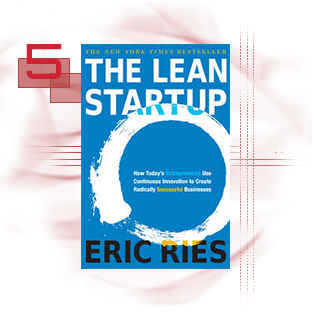 5
THE NEW YORK TIMES BESTSELLER
THE LEAN
STARTUP
How Today's Entrepreneurs Use
Continuous Innovation to Create
Radically Successful Businesses
ERIC RIES